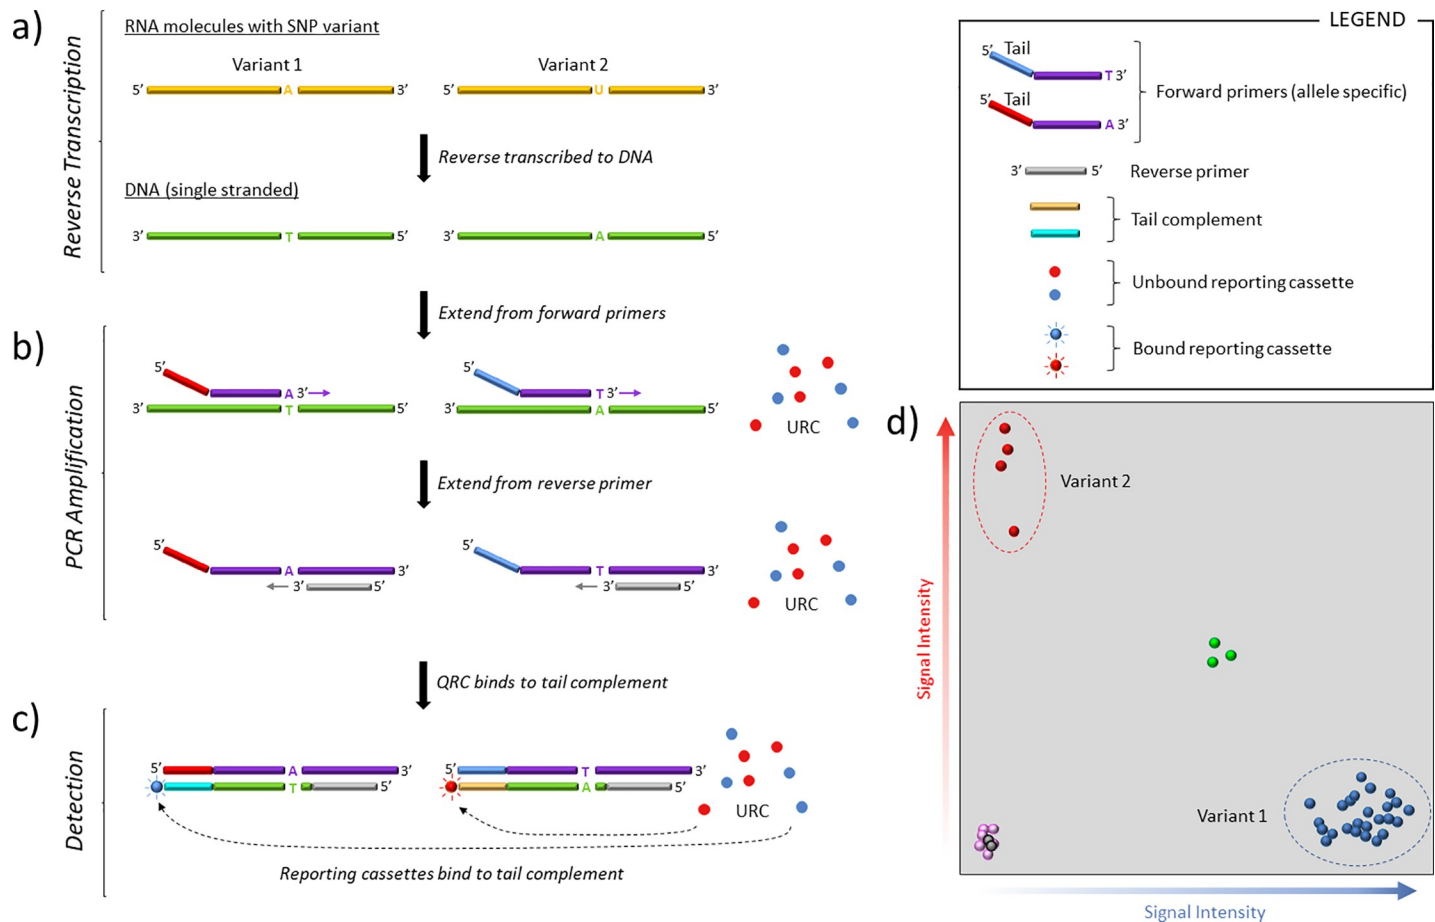 a)
Reverse Transcription
RNA molecules with SNP variant
Variant 1
Variant 2
5’ A 3’
5’ U 3’
Reverse transcribed to DNA
DNA (single stranded)
3’ T 5’
3’ A 5’
Extend from forward primers
b)
PCR Amplification
5’
A 3’
3’ T 5’
5’
T 3’
3’ A 5’
URC
Extend from reverse primer
5’
A 3’
3’ 5’
5’
T 3’
3’ 5’
URC
QRC binds to tail complement
c)
Detection
5’ A 3’
T 5’
5’ T 3’
A 5’
URC
Reporting cassettes bind to tail complement
LEGEND
5’ Tail
T 3’
5’ Tail
A 3’
Forward primers (allele specific)
3’ 5’ Reverse primer
Tail complement
Unbound reporting cassette
Bound reporting cassette
d)
Signal Intensity
Variant 2
Variant 1
Signal Intensity